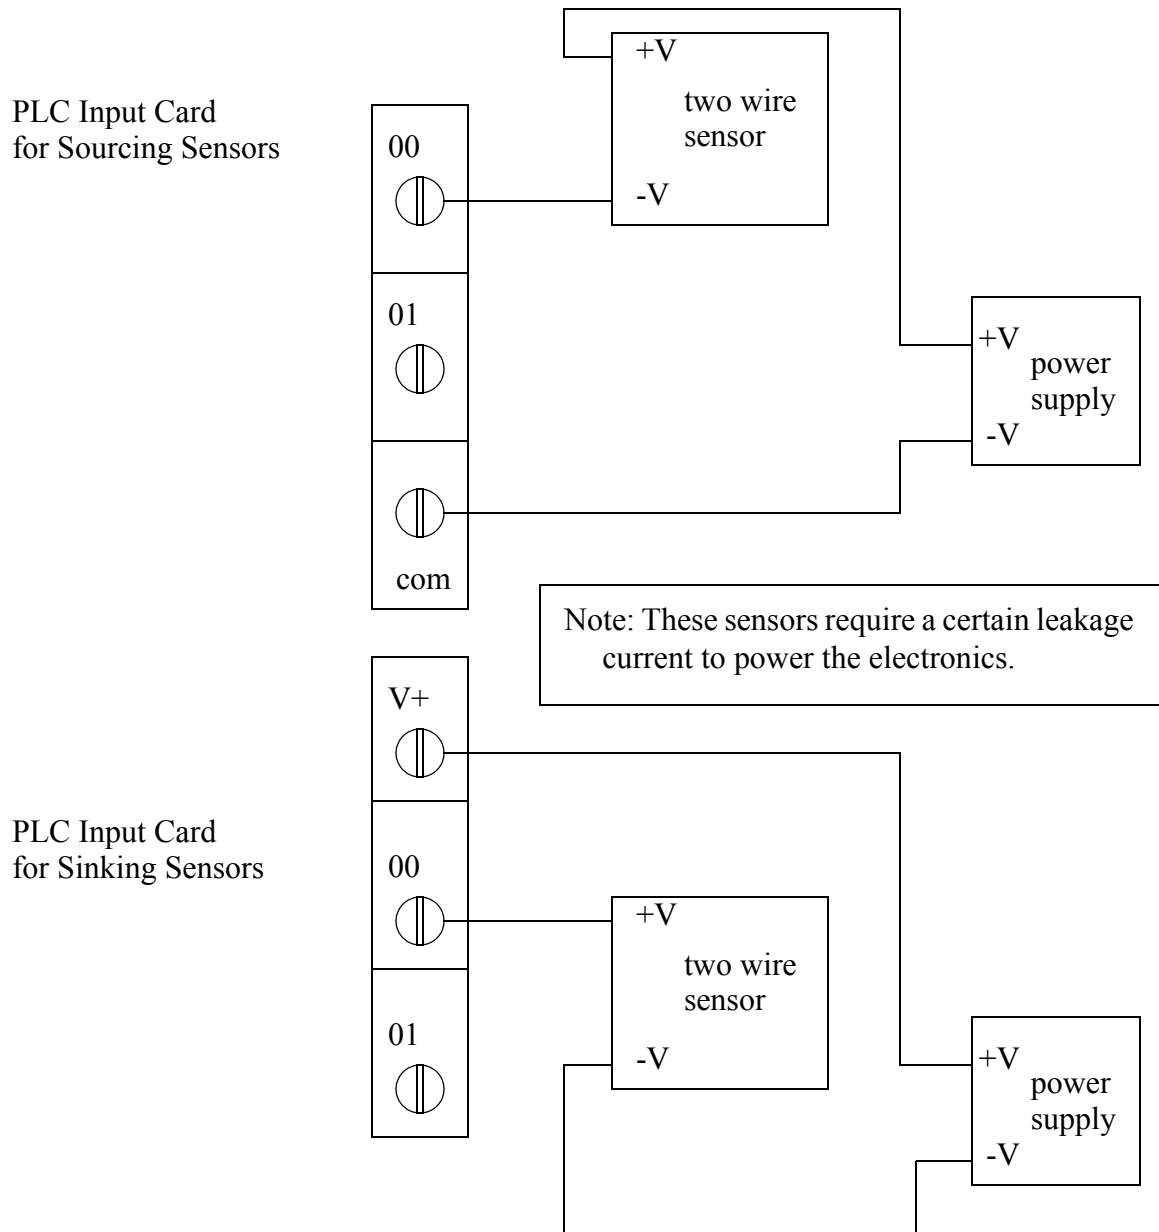 +V
two wire
sensor
-V
PLC Input Card
for Sourcing Sensors
00
01
com
+V
power
supply
-V
Note: These sensors require a certain leakage
current to power the electronics.
V+
00
01
PLC Input Card
for Sinking Sensors
+V
two wire
sensor
-V
+V
power
supply
-V